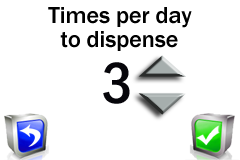 Times per day
to dispense
3